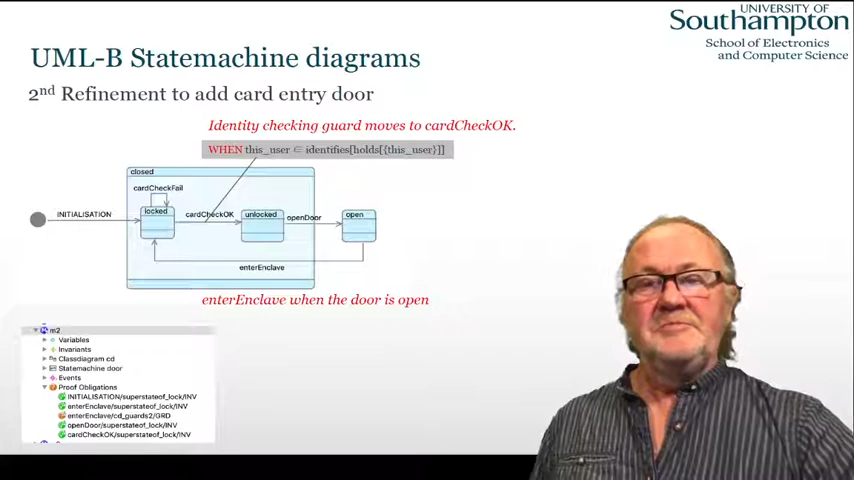 UNIVERSITY OF
Southampton
School of Electronics
and Computer Science
UML-B Statemachine diagrams
2nd Refinement to add card entry door
Identity checking guard moves to cardCheckOK.
WHEN this_user ∈ identifies[holds[{this_user}]]
closed
cardCheckFail
INITIALISATION
locked
cardCheckOK
unlocked
openDoor
open
enterEnclave
enterEnclave when the door is open
m2
Variables
Invariants
Classdiagram cd
Statemachine door
Events
Proof Obligations
INITIALISATION/superstateof_lock/INV
enterEnclave/superstateof_lock/INV
enterEnclave/cd_guards2/GRD
openDoor/superstateof_lock/INV
cardCheckOK/superstateof_lock/INV